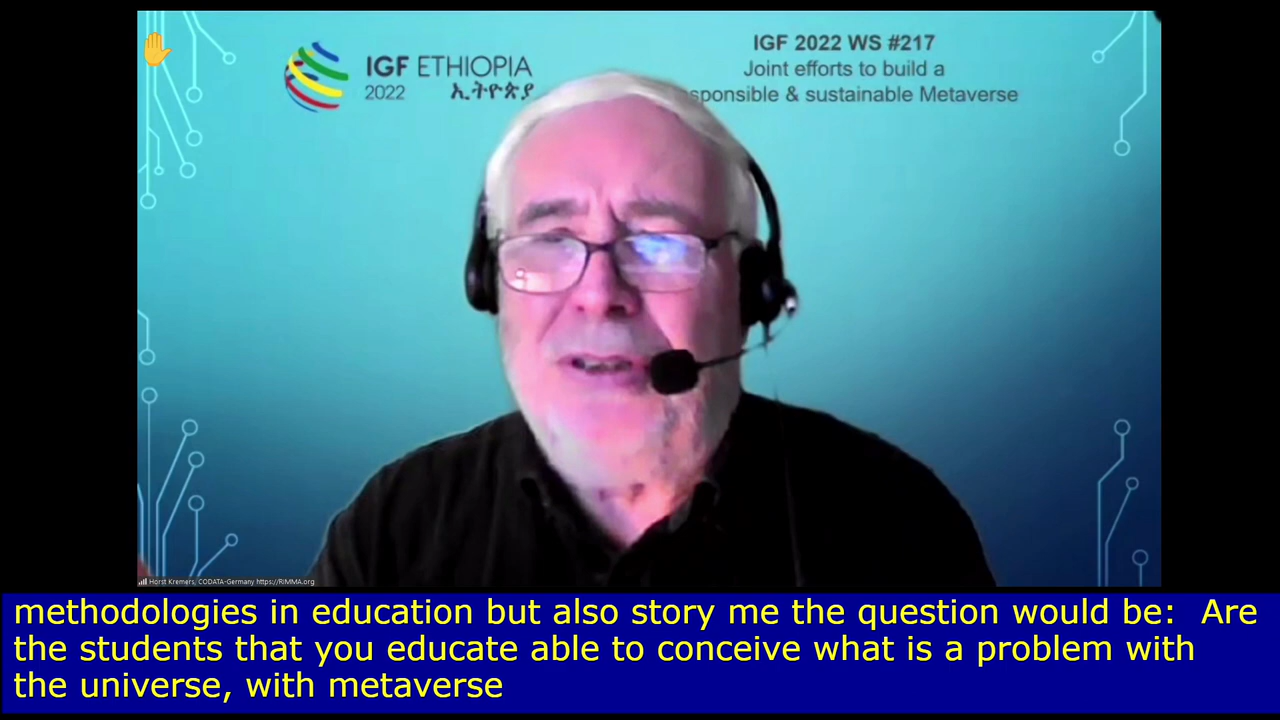 IGF ETHIOPIA
2022 ኢትዮጵያ
IGF 2022 WS #217
Joint efforts to build a
sponsible & sustainable Metaverse
Horst Kremers, CODATA-Germany https://RIMMA.org
methodologies in education but also story me the question would be: Are
the students that you educate able to conceive what is a problem with
the universe, with metaverse